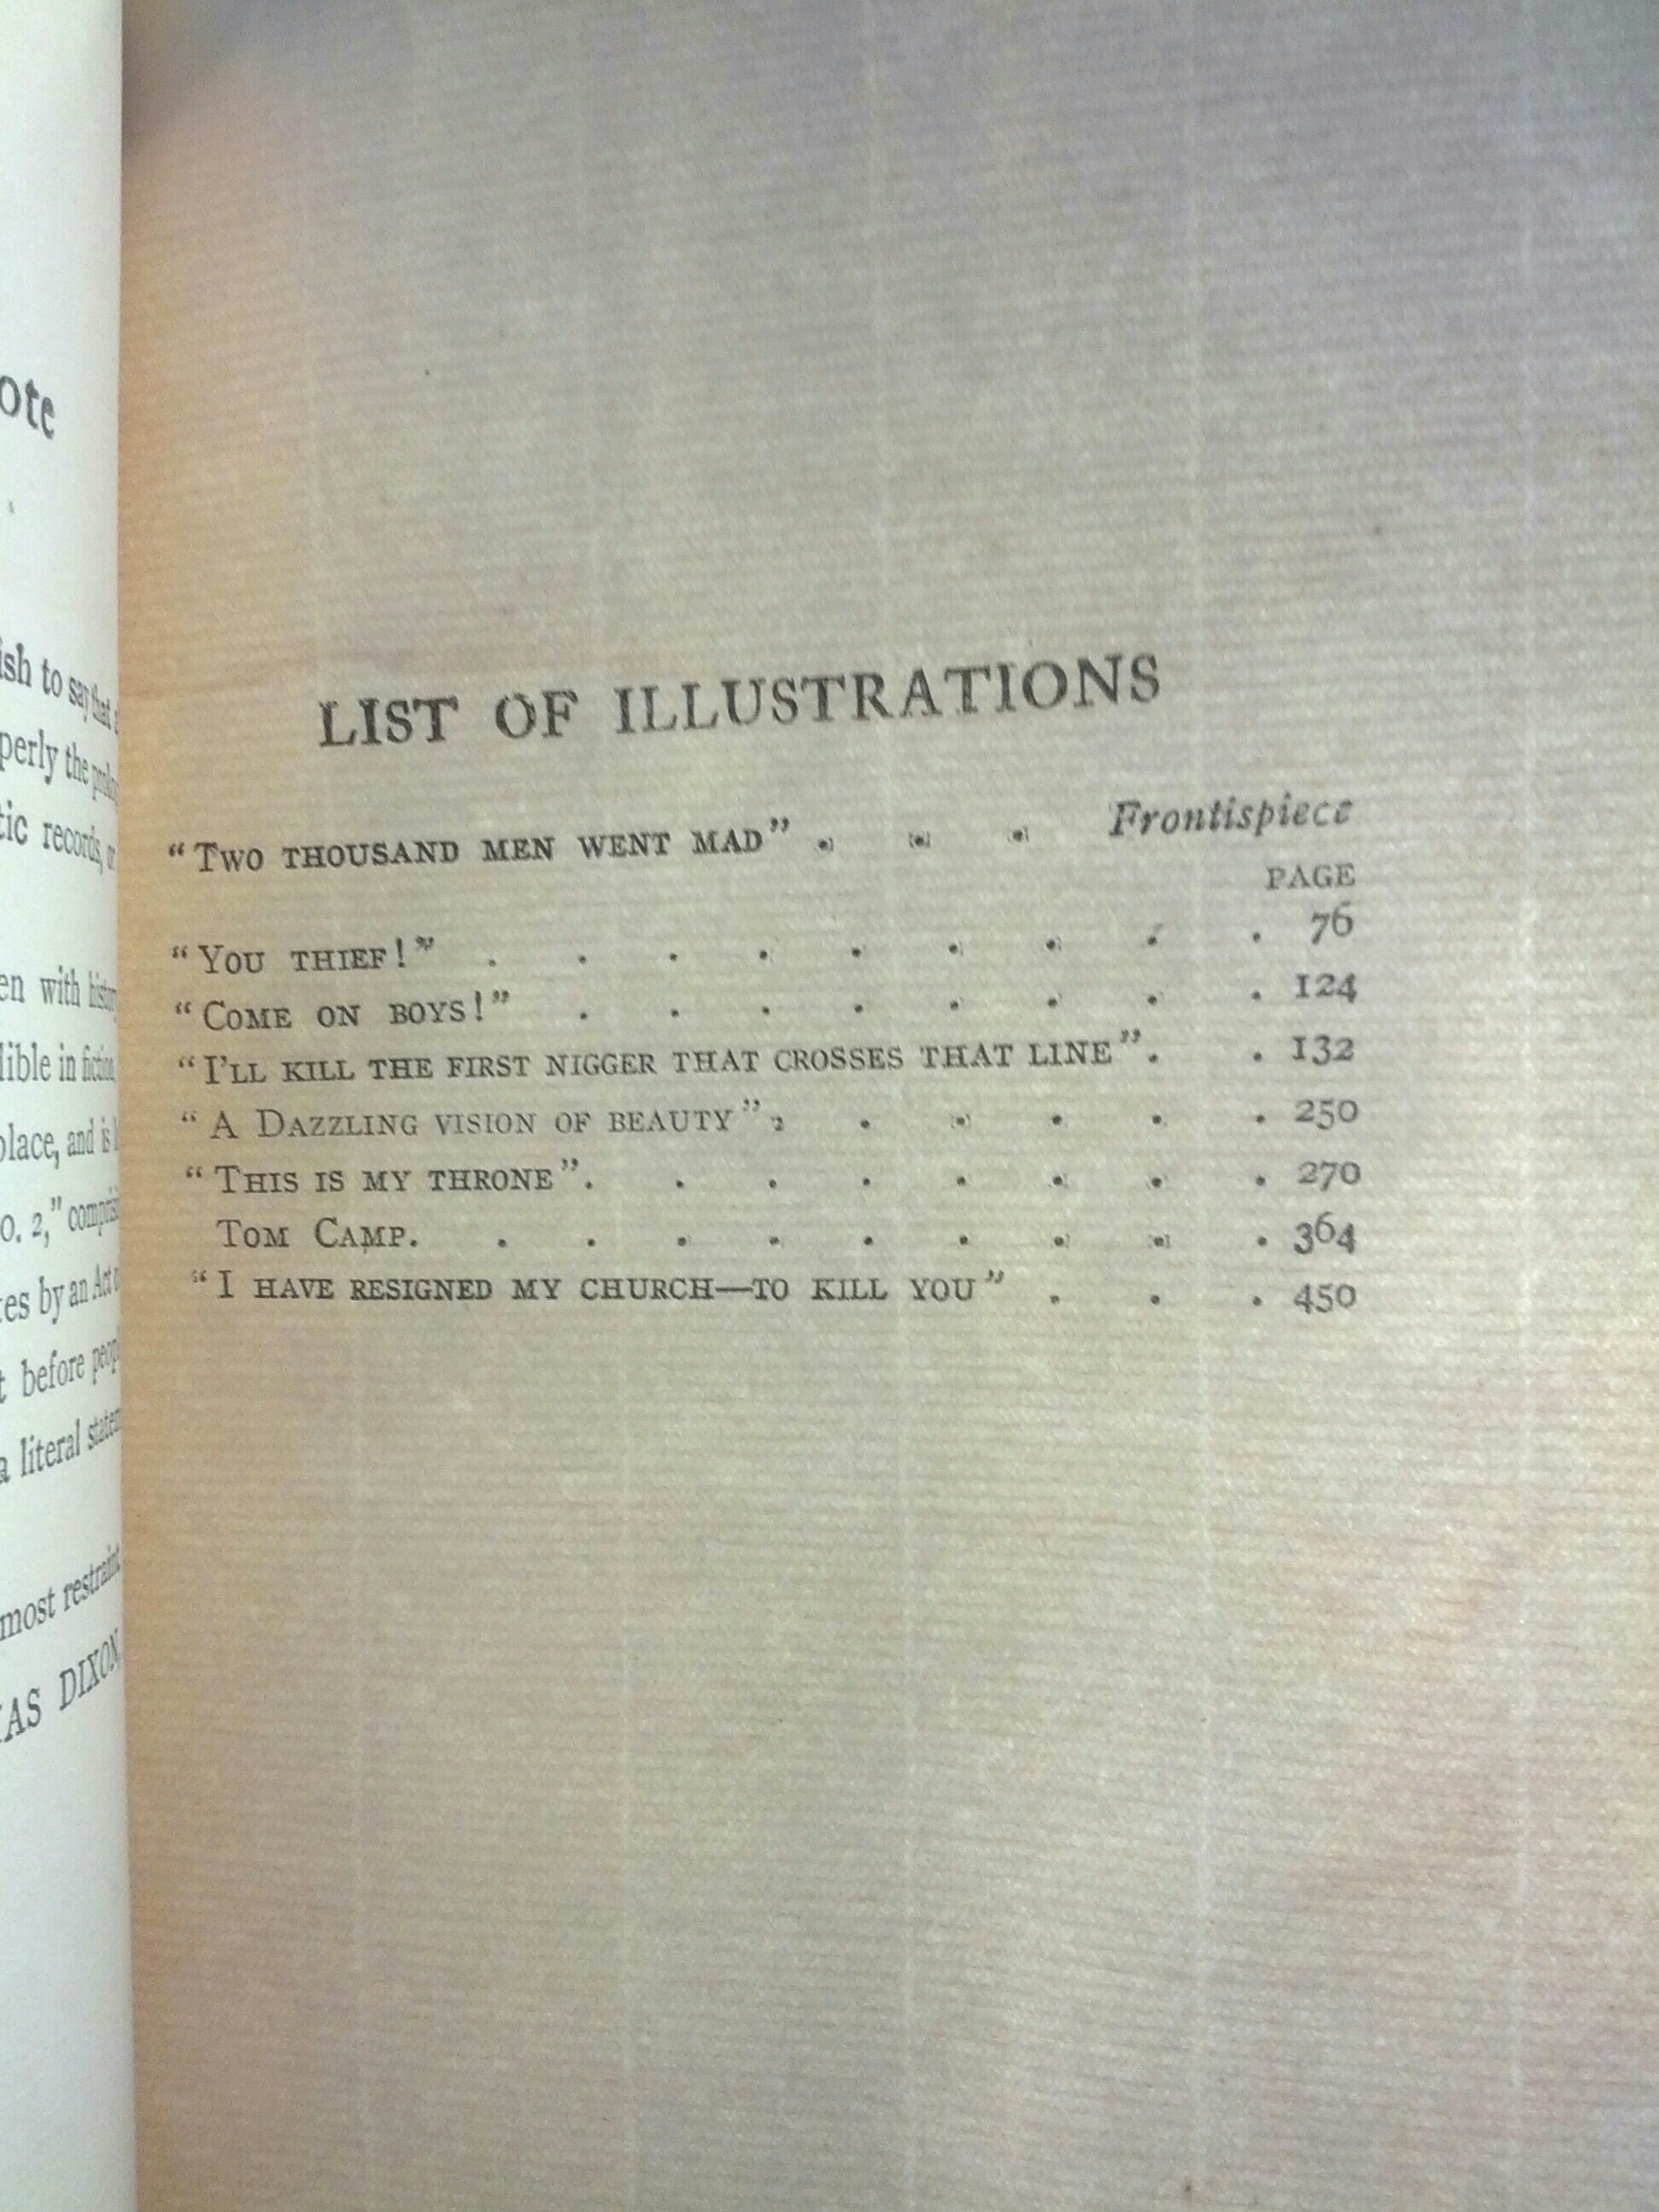 ote
ish to say that
perly the
tic records,
en with
ible in fiction
place, and is
o. 2,"
es by an Act
t before
a literal
most restraint
AS DIXON
LIST OF ILLUSTRATIONS
"Two thousand men went mad" . . . Frontispiece
PAGE
"You thief!" . . . . . . . . . 76
"Come on boys!" . . . . . . . . 124
"I'll kill the first nigger that crosses that line" . . 132
"A Dazzling vision of beauty" . . . . . . 250
"This is my throne" . . . . . . . . 270
Tom Camp . . . . . . . . . . 364
"I have resigned my church—to kill you" . . . 450